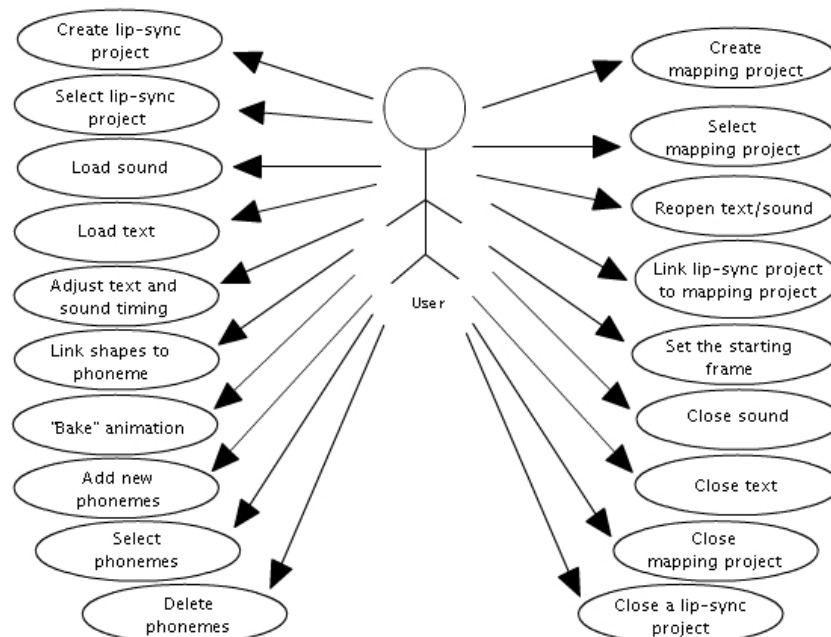 Create lip-sync
project
Select lip-sync
project
Load sound
Load text
Adjust text and
sound timing
Link shapes to
phoneme
"Bake" animation
Add new
phonemes
Select
phonemes
Delete
phonemes
User
Create
mapping project
Select
mapping project
Reopen text/sound
Link lip-sync project
to mapping project
Set the starting
frame
Close sound
Close text
Close
mapping project
Close a lip-sync
project